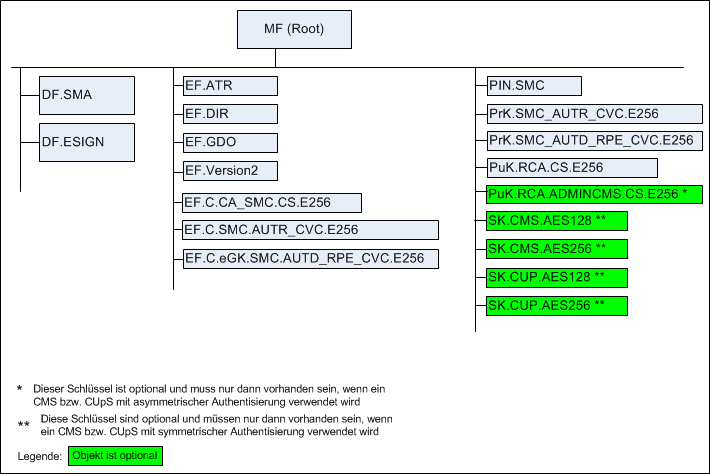 MF (Root)
DF.SMA
DF.ESIGN
EF.ATR
EF.DIR
EF.GDO
EF.Version2
EF.C.CA_SMC.CS.E256
EF.C.SMC.AUTR_CVC.E256
EF.C.eGK.SMC.AUTD_RPE_CVC.E256
PIN.SMC
PrK.SMC_AUTR_CVC.E256
PrK.SMC_AUTD_RPE_CVC.E256
PuK.RCA.CS.E256
PuK.RCA.ADMINCMS.CS.E256 *
SK.CMS.AES128 **
SK.CMS.AES256 **
SK.CUP.AES128 **
SK.CUP.AES256 **
* Dieser Schlüssel ist optional und muss nur dann vorhanden sein, wenn ein
CMS bzw. CUpS mit asymmetrischer Authentisierung verwendet wird
** Diese Schlüssel sind optional und müssen nur dann vorhanden sein, wenn
ein CMS bzw. CUpS mit symmetrischer Authentisierung verwendet wird
Legende: Objekt ist optional